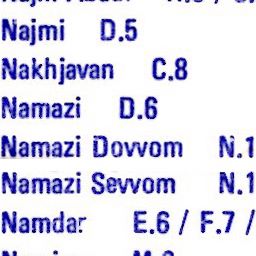 Najmi D.5
Nakhjavan C.8
Namazi D.6
Namazi Dovvom N.1
Namazi Sevvom N.1
Namdar E.6 / F.7 /